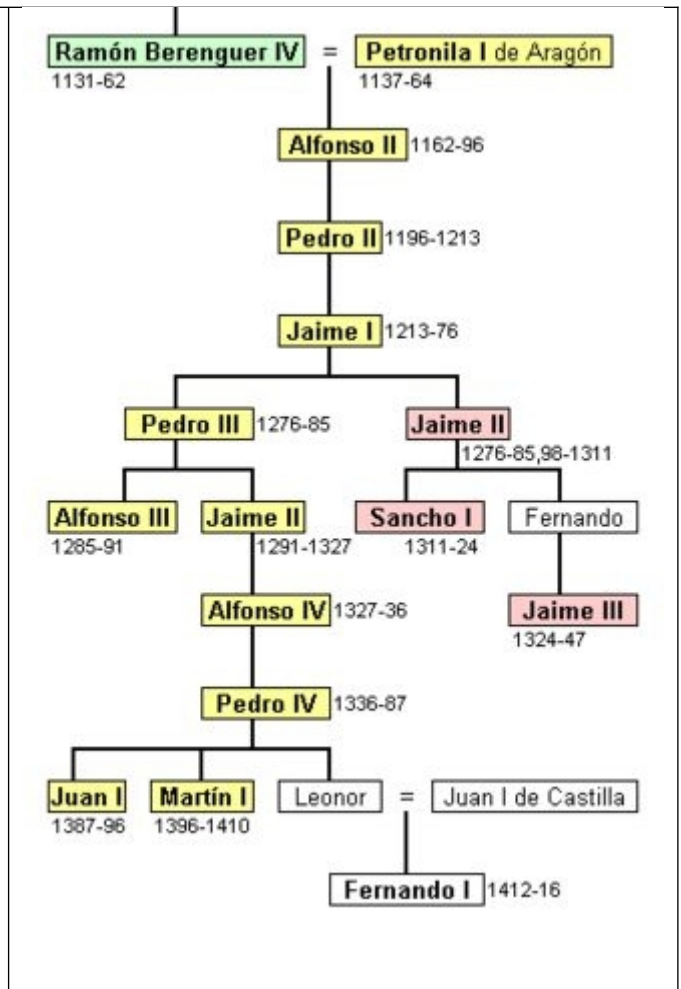 Ramón Berenguer IV = Petronila I de Aragón
1131-62 1137-64
Alfonso II 1162-96
Pedro II 1196-1213
Jaime I 1213-76
Pedro III 1276-85 Jaime II
1276-85,98-1311
Alfonso III Jaime II Sancho I Fernando
1285-91 1291-1327 1311-24
Alfonso IV 1327-36 Jaime III
1324-47
Pedro IV 1336-87
Juan I Martín I Leonor = Juan I de Castilla
1387-96 1396-1410
Fernando I 1412-16